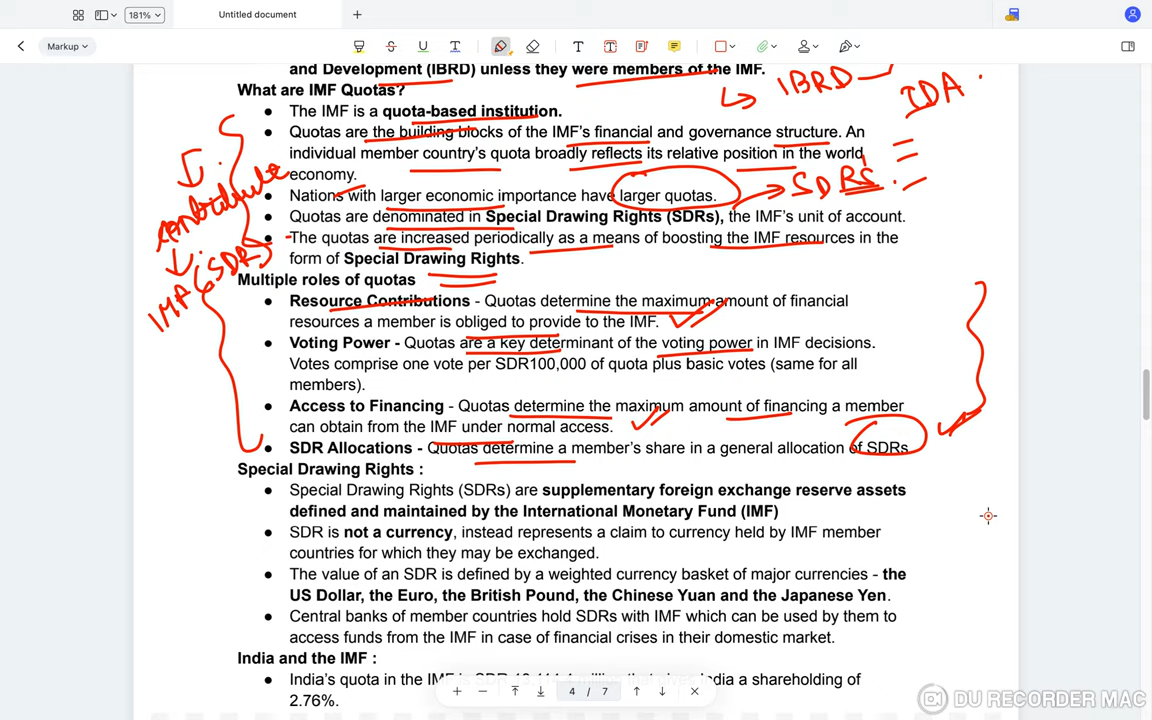 181%
Untitled document
Markup
and Development (IBRD) unless they were members of the IMF.
IBRD
IDA
What are IMF Quotas?
The IMF is a quota-based institution.
Quotas are the building blocks of the IMF's financial and governance structure. An
individual member country's quota broadly reflects its relative position in the world
economy.
SDRs
Nations with larger economic importance have larger quotas.
Quotas are denominated in Special Drawing Rights (SDRs), the IMF's unit of account.
contribute
The quotas are increased periodically as a means of boosting the IMF resources in the
form of Special Drawing Rights.
IMF (SDR)
Multiple roles of quotas
Resource Contributions - Quotas determine the maximum amount of financial
resources a member is obliged to provide to the IMF.
Voting Power - Quotas are a key determinant of the voting power in IMF decisions.
Votes comprise one vote per SDR100,000 of quota plus basic votes (same for all
members).
Access to Financing - Quotas determine the maximum amount of financing a member
can obtain from the IMF under normal access.
SDR Allocations - Quotas determine a member's share in a general allocation of SDRs
Special Drawing Rights :
Special Drawing Rights (SDRs) are supplementary foreign exchange reserve assets
defined and maintained by the International Monetary Fund (IMF)
SDR is not a currency, instead represents a claim to currency held by IMF member
countries for which they may be exchanged.
The value of an SDR is defined by a weighted currency basket of major currencies - the
US Dollar, the Euro, the British Pound, the Chinese Yuan and the Japanese Yen.
Central banks of member countries hold SDRs with IMF which can be used by them to
access funds from the IMF in case of financial crises in their domestic market.
India and the IMF :
India's quota in the IMF is SDR India a shareholding of
2.76%.
4 / 7
DU RECORDER MAC